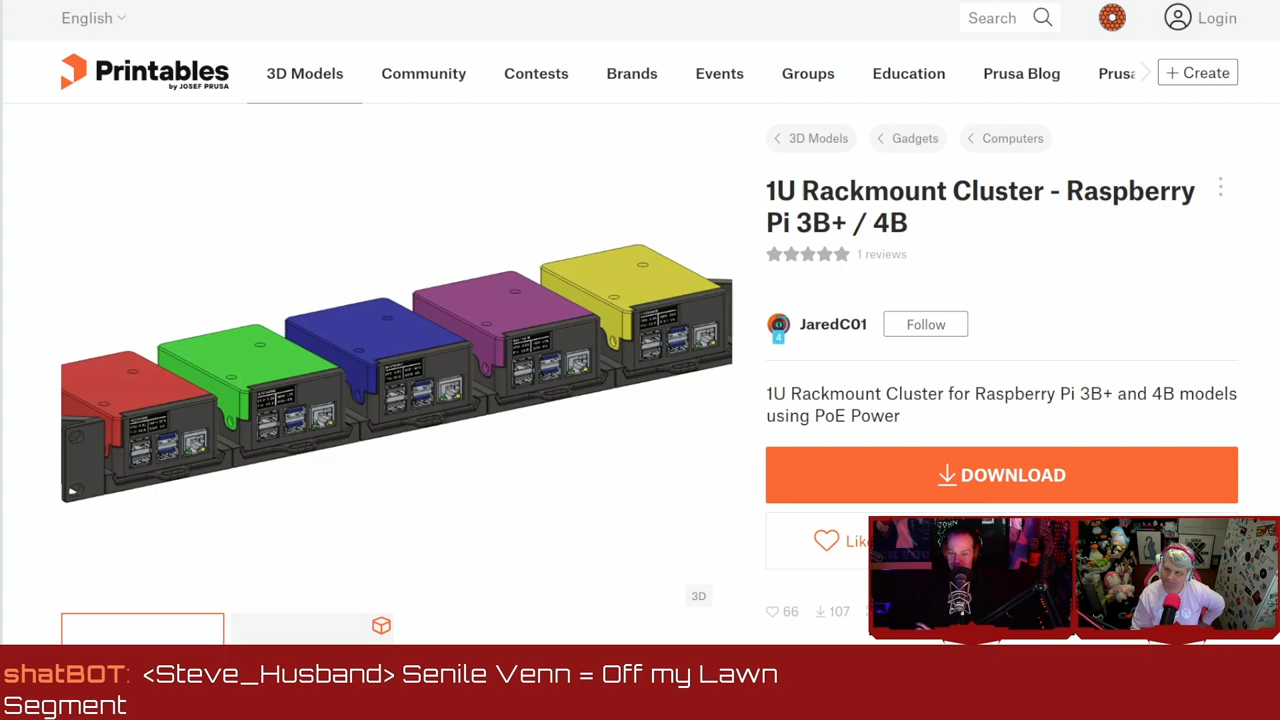 English
Search
Login
Printables
by JOSEF PRUSA
3D Models
Community
Contests
Brands
Events
Groups
Education
Prusa Blog
Prusa
+ Create
3D Models
Gadgets
Computers
1U Rackmount Cluster - Raspberry
Pi 3B+ / 4B
1 reviews
JaredC01
4
Follow
1U Rackmount Cluster for Raspberry Pi 3B+ and 4B models
using PoE Power
DOWNLOAD
Like
3D
66
107
JOHN
shatBOT: <Steve_Husband> Senile Venn = Off my Lawn
Segment